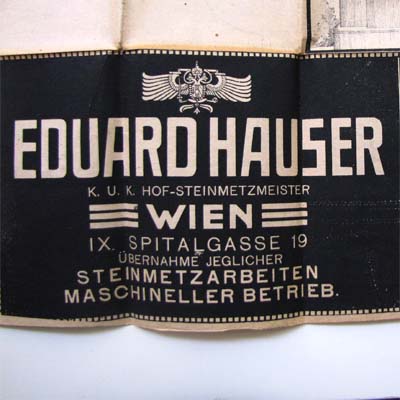 EDUARD HAUSER
K. U. K. HOF-STEINMETZMEISTER
WIEN
IX. SPITALGASSE 19
ÜBERNAHME JEGLICHER
STEINMETZARBEITEN
MASCHINELLER BETRIEB.